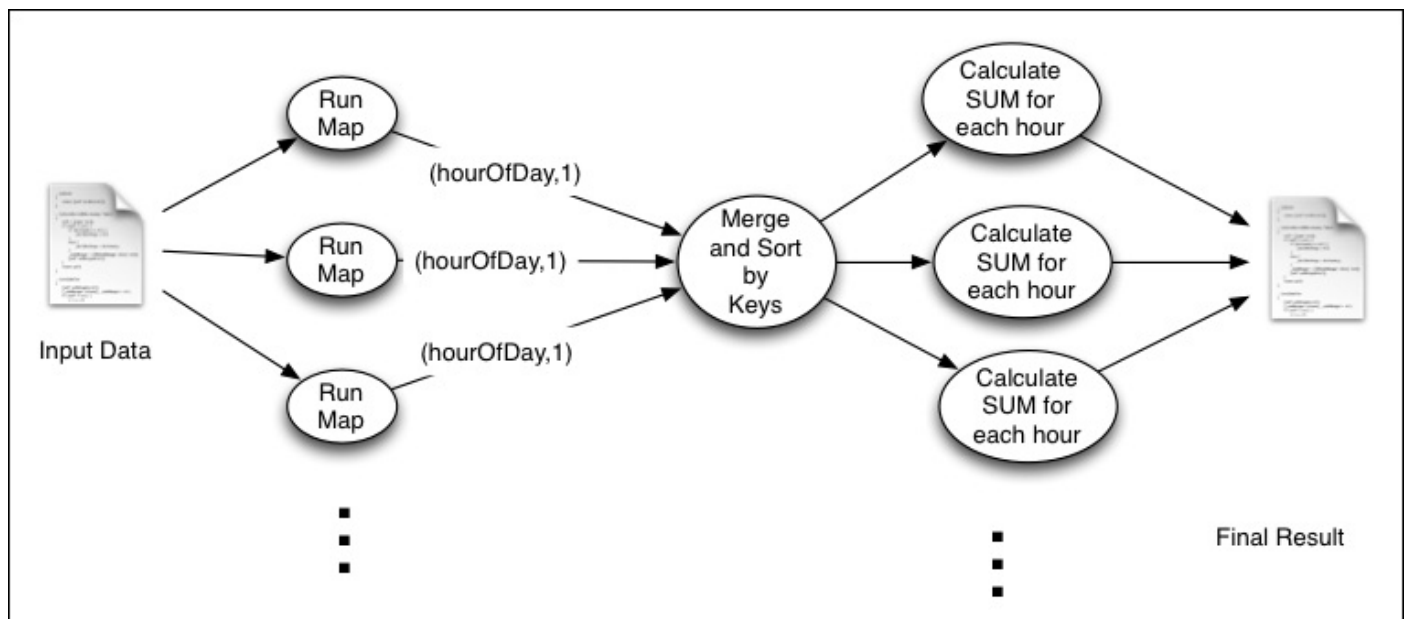 Input Data
Run
Map
(hourOfDay,1)
Run
Map
(hourOfDay,1)
Run
Map
(hourOfDay,1)
Merge
and Sort
by
Keys
Calculate
SUM for
each hour
Calculate
SUM for
each hour
Calculate
SUM for
each hour
Final Result